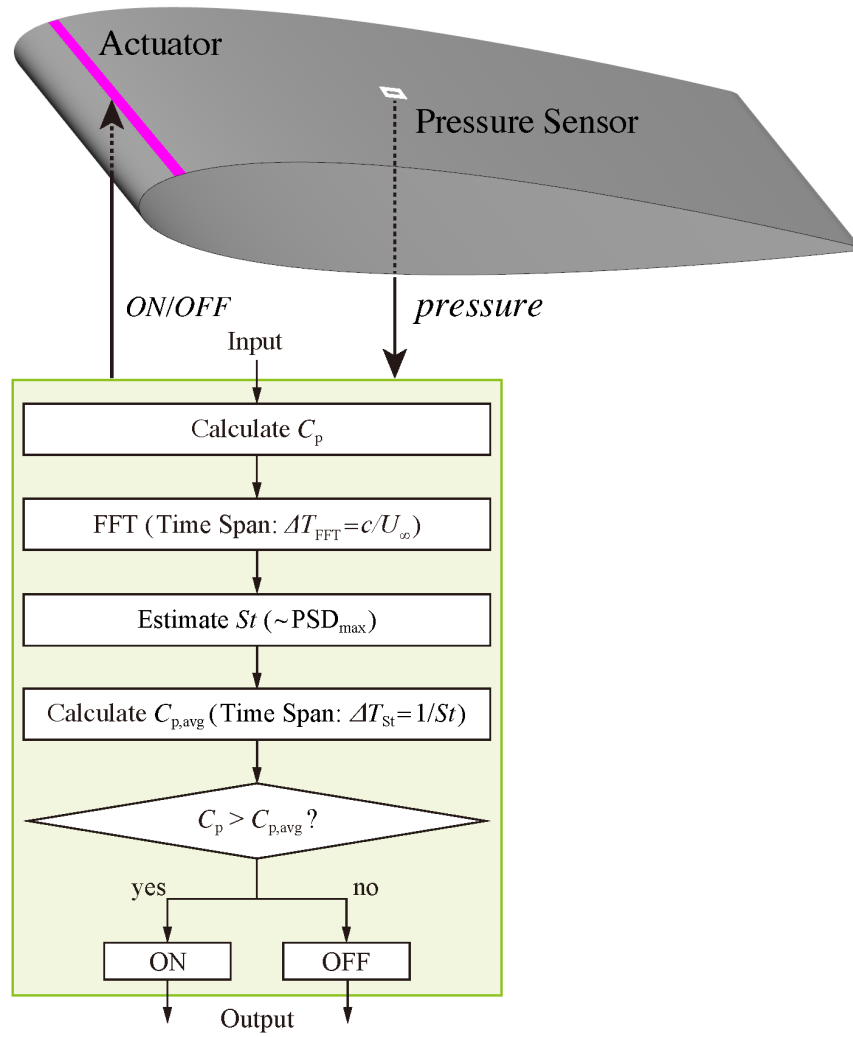 Actuator
Pressure Sensor
ON/OFF
pressure
Input
Calculate Cp
FFT (Time Span: ΔTFFT=c/U∞)
Estimate St (~PSDmax)
Calculate Cp,avg (Time Span: ΔTSt=1/St)
Cp > Cp,avg ?
yes no
ON OFF
Output